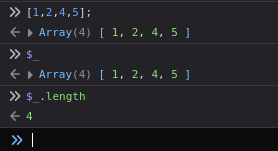 >> [1,2,4,5];
← ▶ Array(4) [ 1, 2, 4, 5 ]
>> $_
← ▶ Array(4) [ 1, 2, 4, 5 ]
>> $_.length
← 4
>>